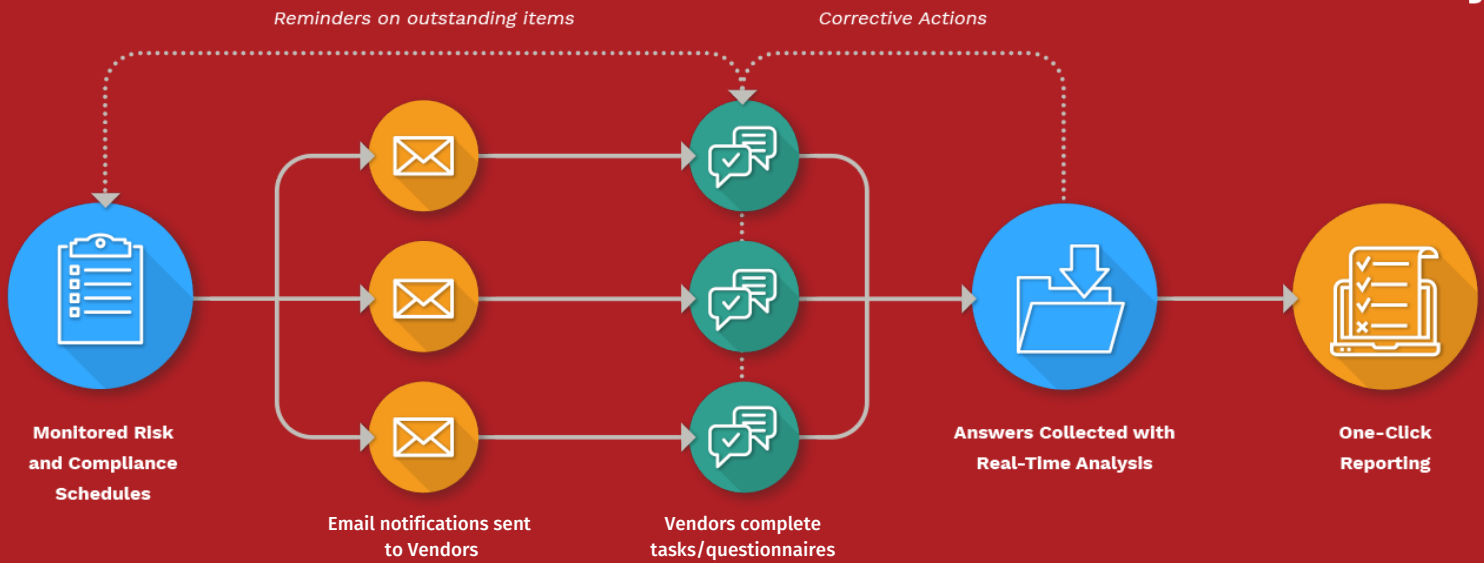 Reminders on outstanding items
Corrective Actions
Monitored Risk
and Compliance
Schedules
Email notifications sent
to Vendors
Vendors complete
tasks/questionnaires
Answers Collected with
Real-Time Analysis
One-Click
Reporting